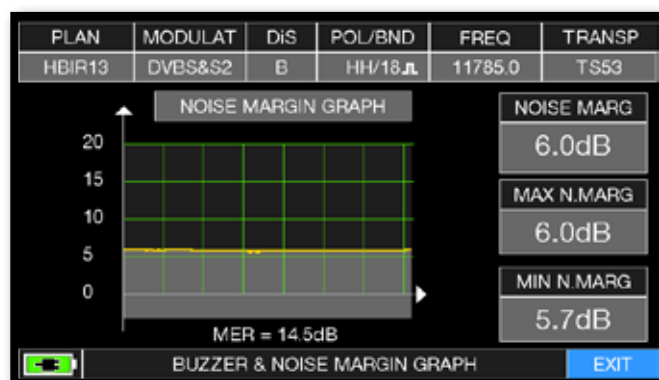 PLAN MODULAT DiS POL/BND FREQ TRANSP
HBIR13 DVBS&S2 B HH/18 11785.0 TS53
NOISE MARGIN GRAPH
NOISE MARG
6.0dB
MAX N.MARG
6.0dB
MIN N.MARG
5.7dB
20
15
10
5
0
MER = 14.5dB
BUZZER & NOISE MARGIN GRAPH EXIT